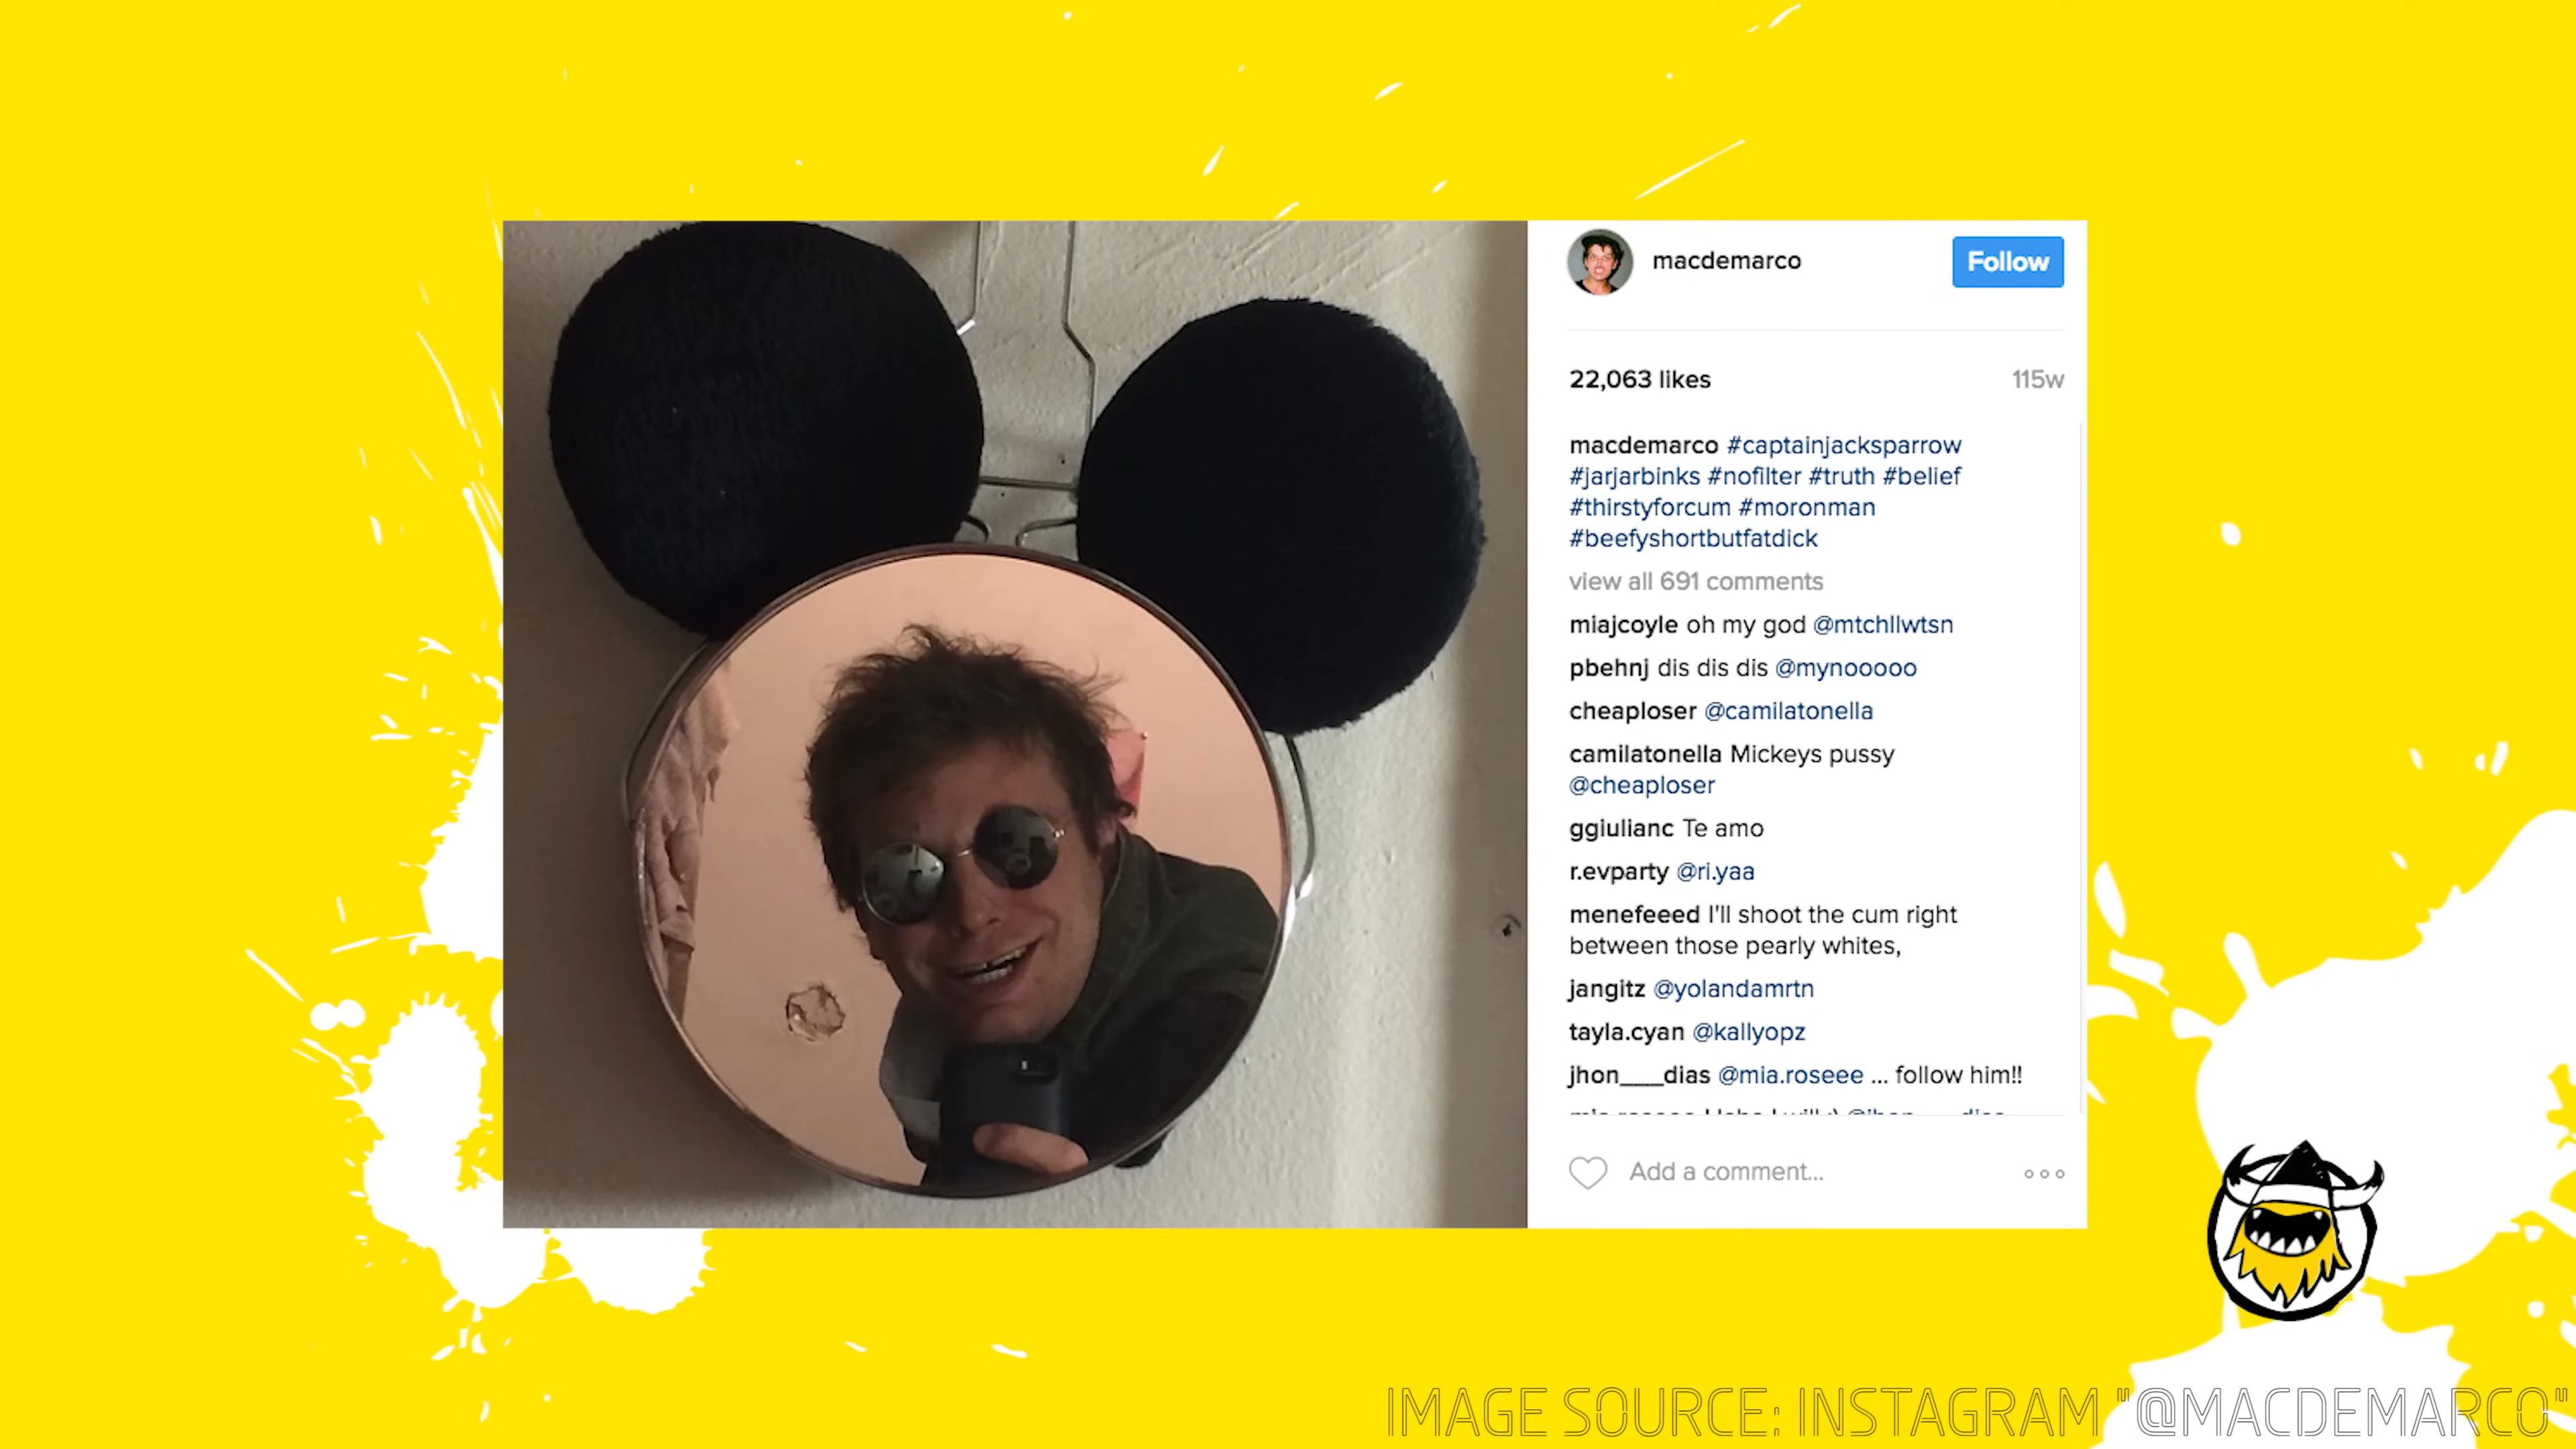 macdemarco
Follow
22,063 likes
115w
macdemarco #captainjacksparrow
#jarjarbinks #nofilter #truth #belief
#thirstyforcum #moronman
#beefyshortbutfatdick
view all 691 comments
miajcoyle oh my god @mtchllwtsn
pbehnj dis dis dis @mynooooo
cheaploser @camilatonella
camilatonella Mickeys pussy
@cheaploser
ggiulianc Te amo
r.evparty @ri.yaa
menefeeed I'll shoot the cum right
between those pearly whites,
jangitz @yolandamrtn
tayla.cyan @kallyopz
jhon___dias @mia.roseee ... follow him!!
Add a comment...
IMAGE SOURCE: INSTAGRAM "@MACDEMARCO"